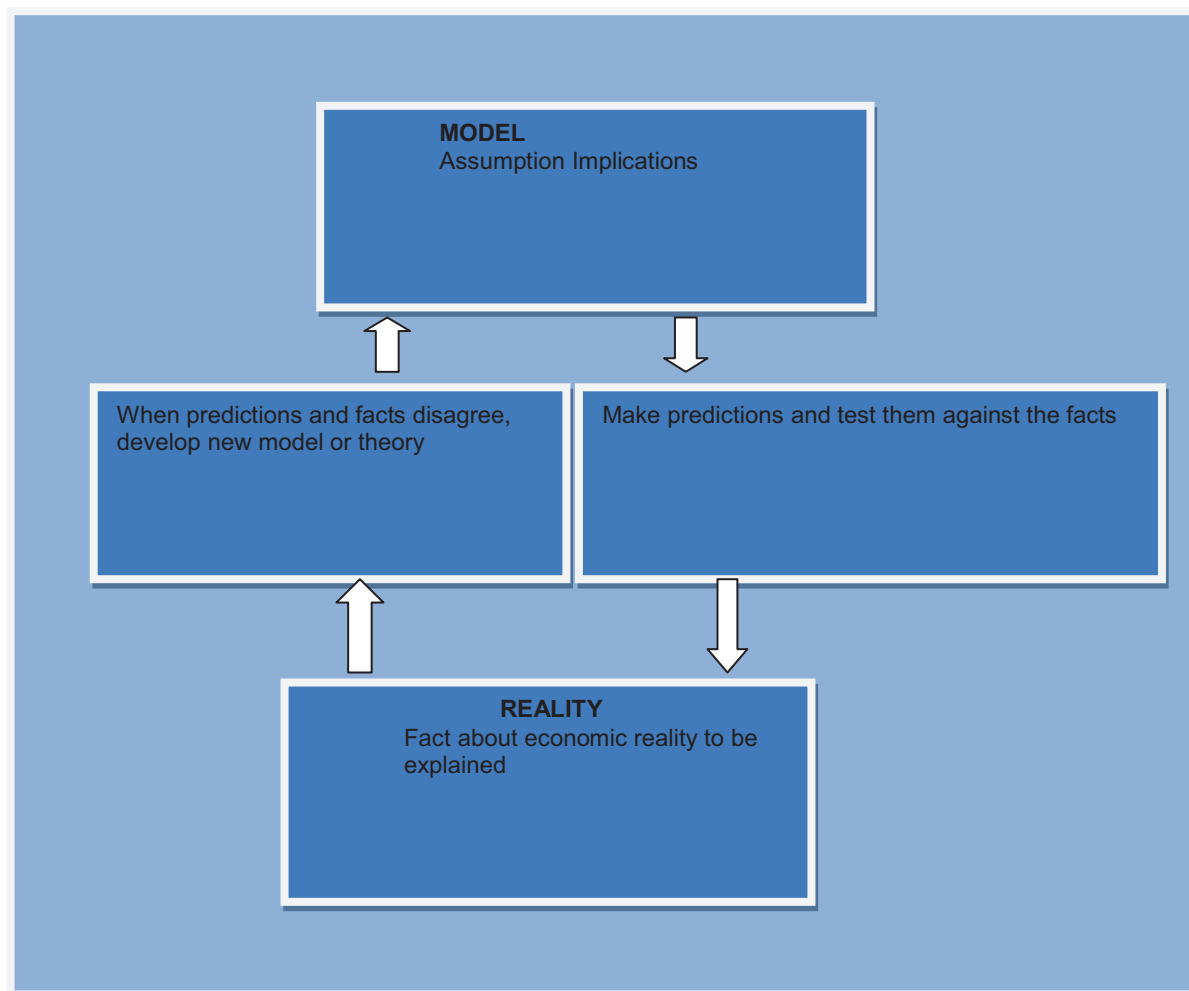 MODEL
Assumption Implications
When predictions and facts disagree,
develop new model or theory
Make predictions and test them against the facts
REALITY
Fact about economic reality to be
explained